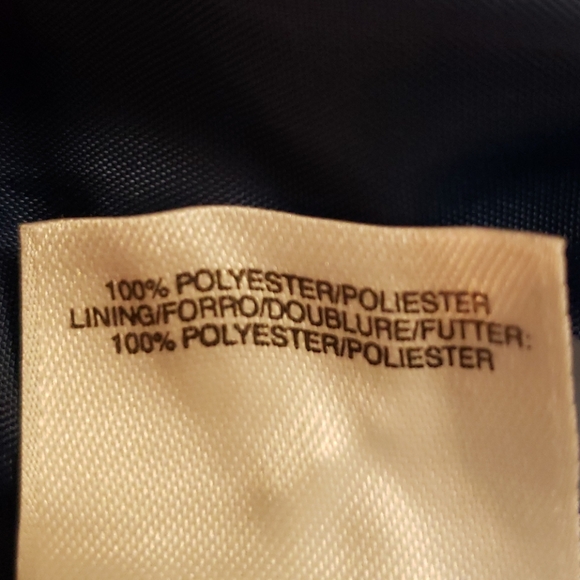 100% POLYESTER/POLIESTER
LINING/FORRO/DOUBLURE/FUTTER:
100% POLYESTER/POLIESTER